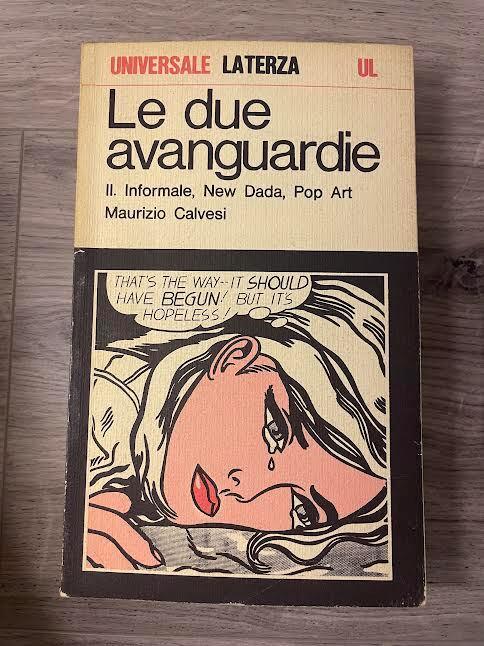 UNIVERSALE LATERZA UL
Le due
avanguardie
II. Informale, New Dada, Pop Art
Maurizio Calvesi
THAT'S THE WAY--IT SHOULD
HAVE BEGUN! BUT IT'S
HOPELESS!